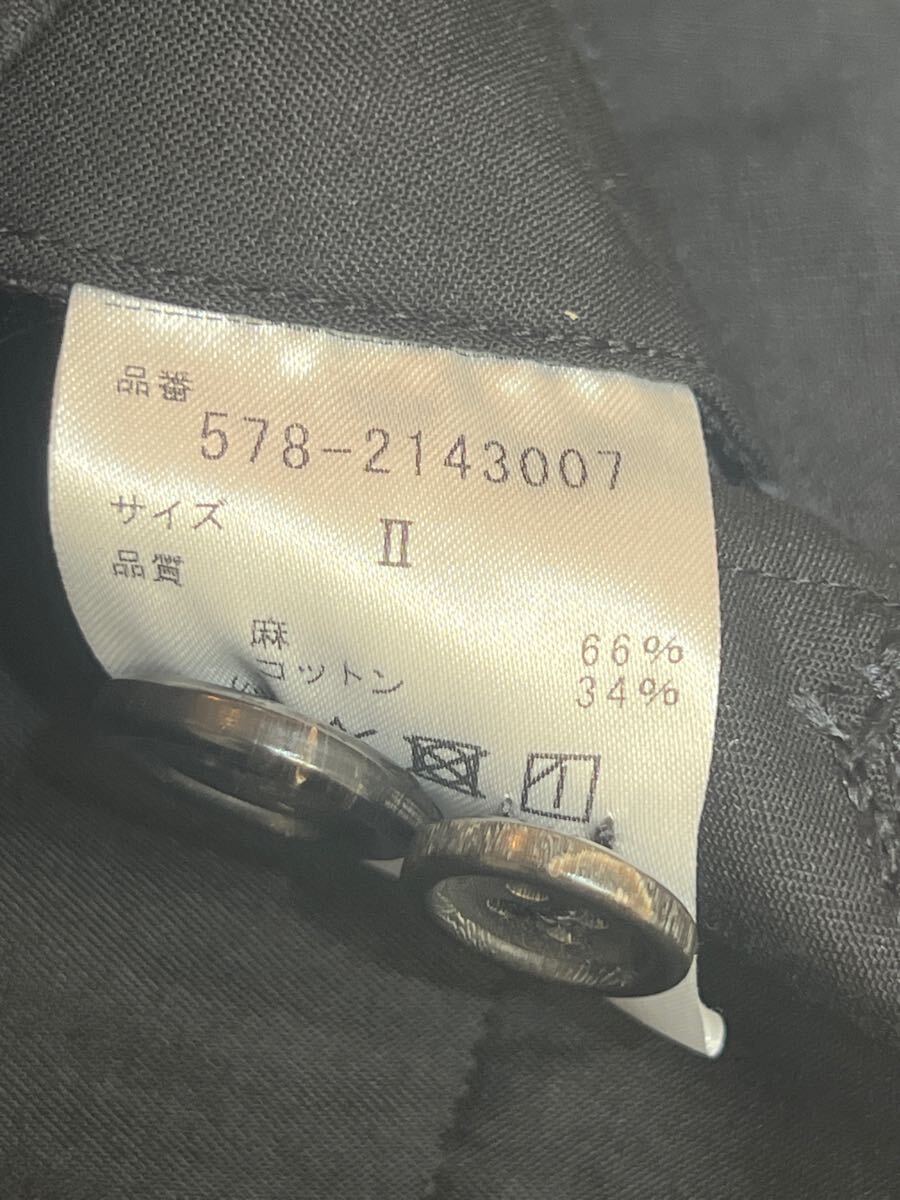 品番
578-2143007
サイズ II
品質
麻 66%
コットン 34%